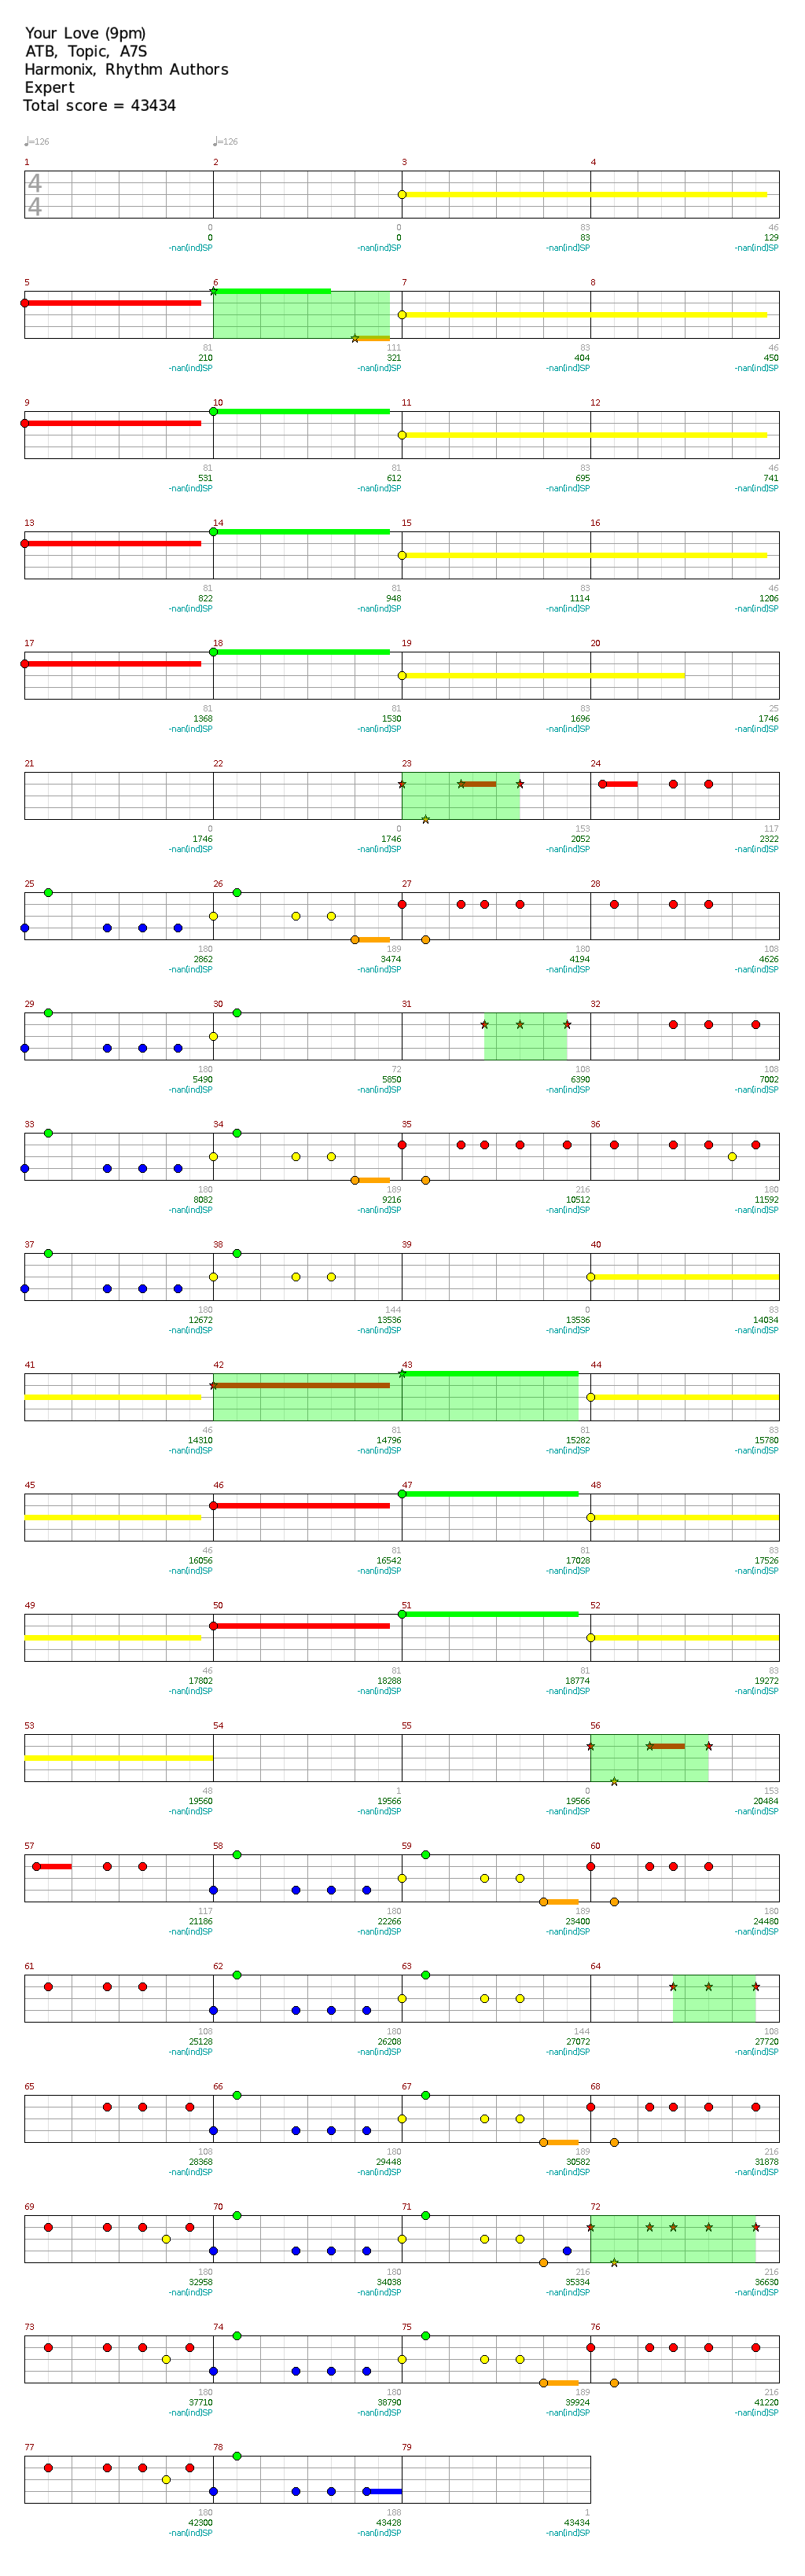 Your Love (9pm)
ATB, Topic, A7S
Harmonix, Rhythm Authors
Expert
Total score = 43434
♩=126 ♩=126
1 2 3 4
4
4
0 0 83 46
0 0 83 129
-nan(ind)SP -nan(ind)SP -nan(ind)SP -nan(ind)SP
5 6 7 8
81 111 83 46
210 321 404 450
-nan(ind)SP -nan(ind)SP -nan(ind)SP -nan(ind)SP
9 10 11 12
81 81 83 46
531 612 695 741
-nan(ind)SP -nan(ind)SP -nan(ind)SP -nan(ind)SP
13 14 15 16
81 81 83 46
822 948 1114 1206
-nan(ind)SP -nan(ind)SP -nan(ind)SP -nan(ind)SP
17 18 19 20
81 81 83 25
1368 1530 1696 1746
-nan(ind)SP -nan(ind)SP -nan(ind)SP -nan(ind)SP
21 22 23 24
0 0 153 117
1746 1746 2052 2322
-nan(ind)SP -nan(ind)SP -nan(ind)SP -nan(ind)SP
25 26 27 28
180 189 180 108
2862 3474 4194 4626
-nan(ind)SP -nan(ind)SP -nan(ind)SP -nan(ind)SP
29 30 31 32
180 72 108 108
5490 5850 6390 7002
-nan(ind)SP -nan(ind)SP -nan(ind)SP -nan(ind)SP
33 34 35 36
180 189 216 180
8082 9216 10512 11592
-nan(ind)SP -nan(ind)SP -nan(ind)SP -nan(ind)SP
37 38 39 40
180 144 0 83
12672 13536 13536 14034
-nan(ind)SP -nan(ind)SP -nan(ind)SP -nan(ind)SP
41 42 43 44
46 81 81 83
14310 14796 15282 15780
-nan(ind)SP -nan(ind)SP -nan(ind)SP -nan(ind)SP
45 46 47 48
46 81 81 83
16056 16542 17028 17526
-nan(ind)SP -nan(ind)SP -nan(ind)SP -nan(ind)SP
49 50 51 52
46 81 81 83
17802 18288 18774 19272
-nan(ind)SP -nan(ind)SP -nan(ind)SP -nan(ind)SP
53 54 55 56
48 1 0 153
19560 19566 19566 20484
-nan(ind)SP -nan(ind)SP -nan(ind)SP -nan(ind)SP
57 58 59 60
117 180 189 180
21186 22266 23400 24480
-nan(ind)SP -nan(ind)SP -nan(ind)SP -nan(ind)SP
61 62 63 64
108 180 144 108
25128 26208 27072 27720
-nan(ind)SP -nan(ind)SP -nan(ind)SP -nan(ind)SP
65 66 67 68
108 180 189 216
28368 29448 30582 31878
-nan(ind)SP -nan(ind)SP -nan(ind)SP -nan(ind)SP
69 70 71 72
180 180 216 216
32958 34038 35334 36630
-nan(ind)SP -nan(ind)SP -nan(ind)SP -nan(ind)SP
73 74 75 76
180 180 189 216
37710 38790 39924 41220
-nan(ind)SP -nan(ind)SP -nan(ind)SP -nan(ind)SP
77 78 79
180 188 1
42300 43428 43434
-nan(ind)SP -nan(ind)SP -nan(ind)SP